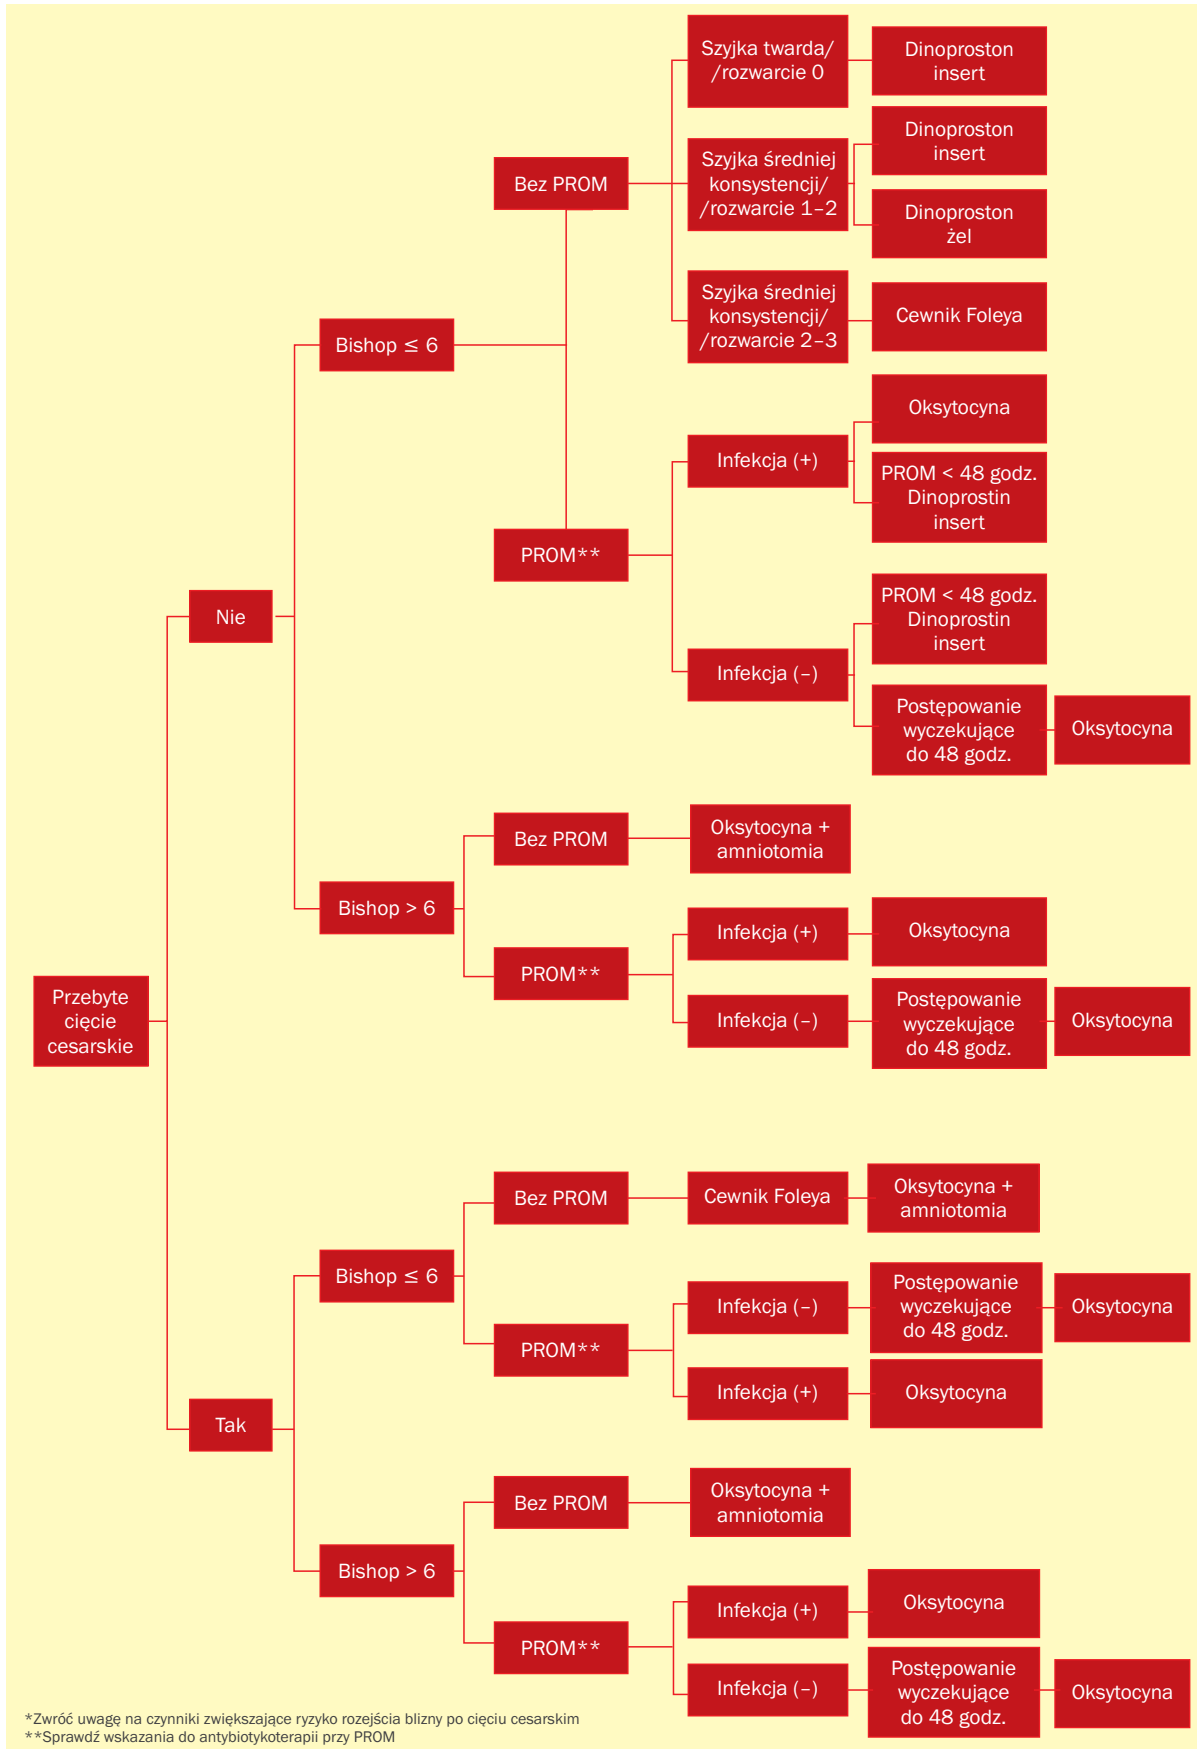 Szyjka twarda/
/rozwarcie 0
Dinoproston
insert
Bez PROM
Szyjka średniej
konsystencji/
/rozwarcie 1–2
Dinoproston
insert
Dinoproston
żel
Szyjka średniej
konsystencji/
/rozwarcie 2–3
Cewnik Foleya
Bishop ≤ 6
Infekcja (+)
Oksytocyna
PROM < 48 godz.
Dinoprostin
insert
PROM**
Nie
Infekcja (–)
PROM < 48 godz.
Dinoprostin
insert
Postępowanie
wyczekujące
do 48 godz.
Oksytocyna
Bez PROM
Oksytocyna +
amniotomia
Bishop > 6
PROM**
Infekcja (+)
Oksytocyna
Infekcja (–)
Postępowanie
wyczekujące
do 48 godz.
Oksytocyna
Przebyte
cięcie
cesarskie
Bez PROM
Cewnik Foleya
Oksytocyna +
amniotomia
Bishop ≤ 6
PROM**
Infekcja (–)
Postępowanie
wyczekujące
do 48 godz.
Oksytocyna
Infekcja (+)
Oksytocyna
Tak
Bez PROM
Oksytocyna +
amniotomia
Bishop > 6
PROM**
Infekcja (+)
Oksytocyna
Infekcja (–)
Postępowanie
wyczekujące
do 48 godz.
Oksytocyna
*Zwróć uwagę na czynniki zwiększające ryzyko rozejścia blizny po cięciu cesarskim
**Sprawdź wskazania do antybiotykoterapii przy PROM